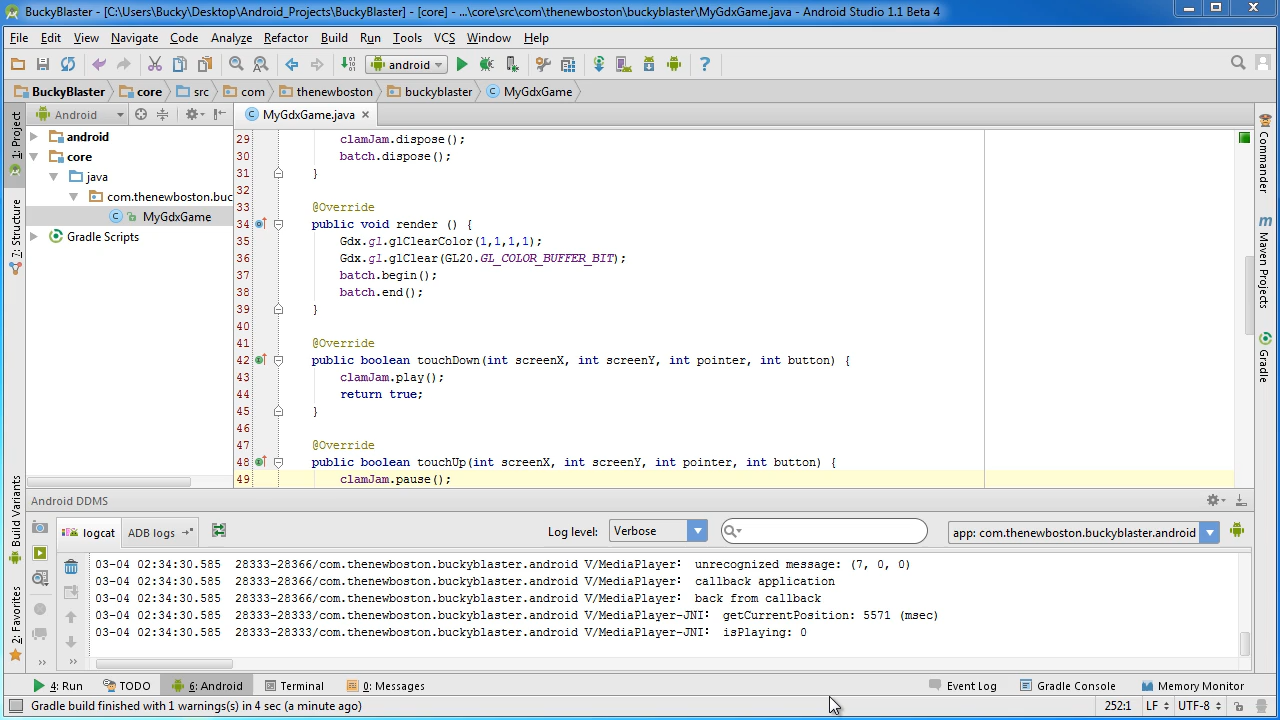 BuckyBlaster - [C:\Users\Bucky\Desktop\Android_Projects\BuckyBlaster] - [core] - ...\core\src\com\thenewboston\buckyblaster\MyGdxGame.java - Android Studio 1.1 Beta 4
File Edit View Navigate Code Analyze Refactor Build Run Tools VCS Window Help
android
BuckyBlaster core src com thenewboston buckyblaster MyGdxGame
Android
MyGdxGame.java
android
core
java
com.thenewboston.buc
MyGdxGame
Gradle Scripts
1: Project
7: Structure
Build Variants
2: Favorites
29 clamJam.dispose();
30 batch.dispose();
31 }
32
33 @Override
34 public void render () {
35 Gdx.gl.glClearColor(1,1,1,1);
36 Gdx.gl.glClear(GL20.GL_COLOR_BUFFER_BIT);
37 batch.begin();
38 batch.end();
39 }
40
41 @Override
42 public boolean touchDown(int screenX, int screenY, int pointer, int button) {
43 clamJam.play();
44 return true;
45 }
46
47 @Override
48 public boolean touchUp(int screenX, int screenY, int pointer, int button) {
49 clamJam.pause();
Commander
Maven Projects
Gradle
Android DDMS
logcat ADB logs Log level: Verbose app: com.thenewboston.buckyblaster.android
03-04 02:34:30.585 28333-28366/com.thenewboston.buckyblaster.android V/MediaPlayer: unrecognized message: (7, 0, 0)
03-04 02:34:30.585 28333-28366/com.thenewboston.buckyblaster.android V/MediaPlayer: callback application
03-04 02:34:30.585 28333-28366/com.thenewboston.buckyblaster.android V/MediaPlayer: back from callback
03-04 02:34:30.585 28333-28333/com.thenewboston.buckyblaster.android V/MediaPlayer-JNI: getCurrentPosition: 5571 (msec)
03-04 02:34:30.585 28333-28333/com.thenewboston.buckyblaster.android V/MediaPlayer-JNI: isPlaying: 0
4: Run TODO 6: Android Terminal 0: Messages Event Log Gradle Console Memory Monitor
Gradle build finished with 1 warnings(s) in 4 sec (a minute ago) 252:1 LF UTF-8